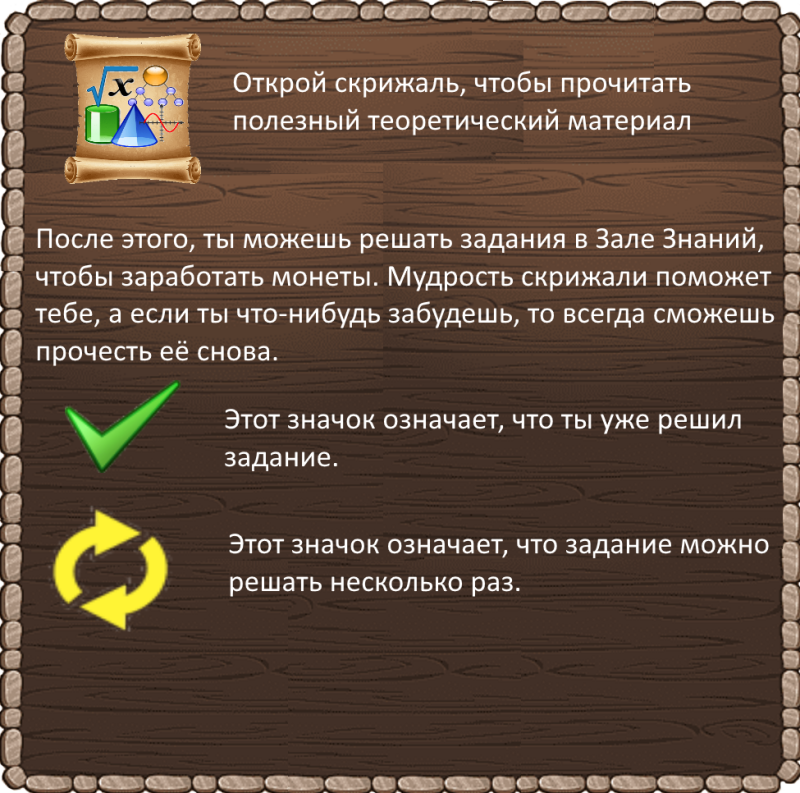 Открой скрижаль, чтобы прочитать
полезный теоретический материал
После этого, ты можешь решать задания в Зале Знаний,
чтобы заработать монеты. Мудрость скрижали поможет
тебе, а если ты что-нибудь забудешь, то всегда сможешь
прочесть её снова.
Этот значок означает, что ты уже решил
задание.
Этот значок означает, что задание можно
решать несколько раз.